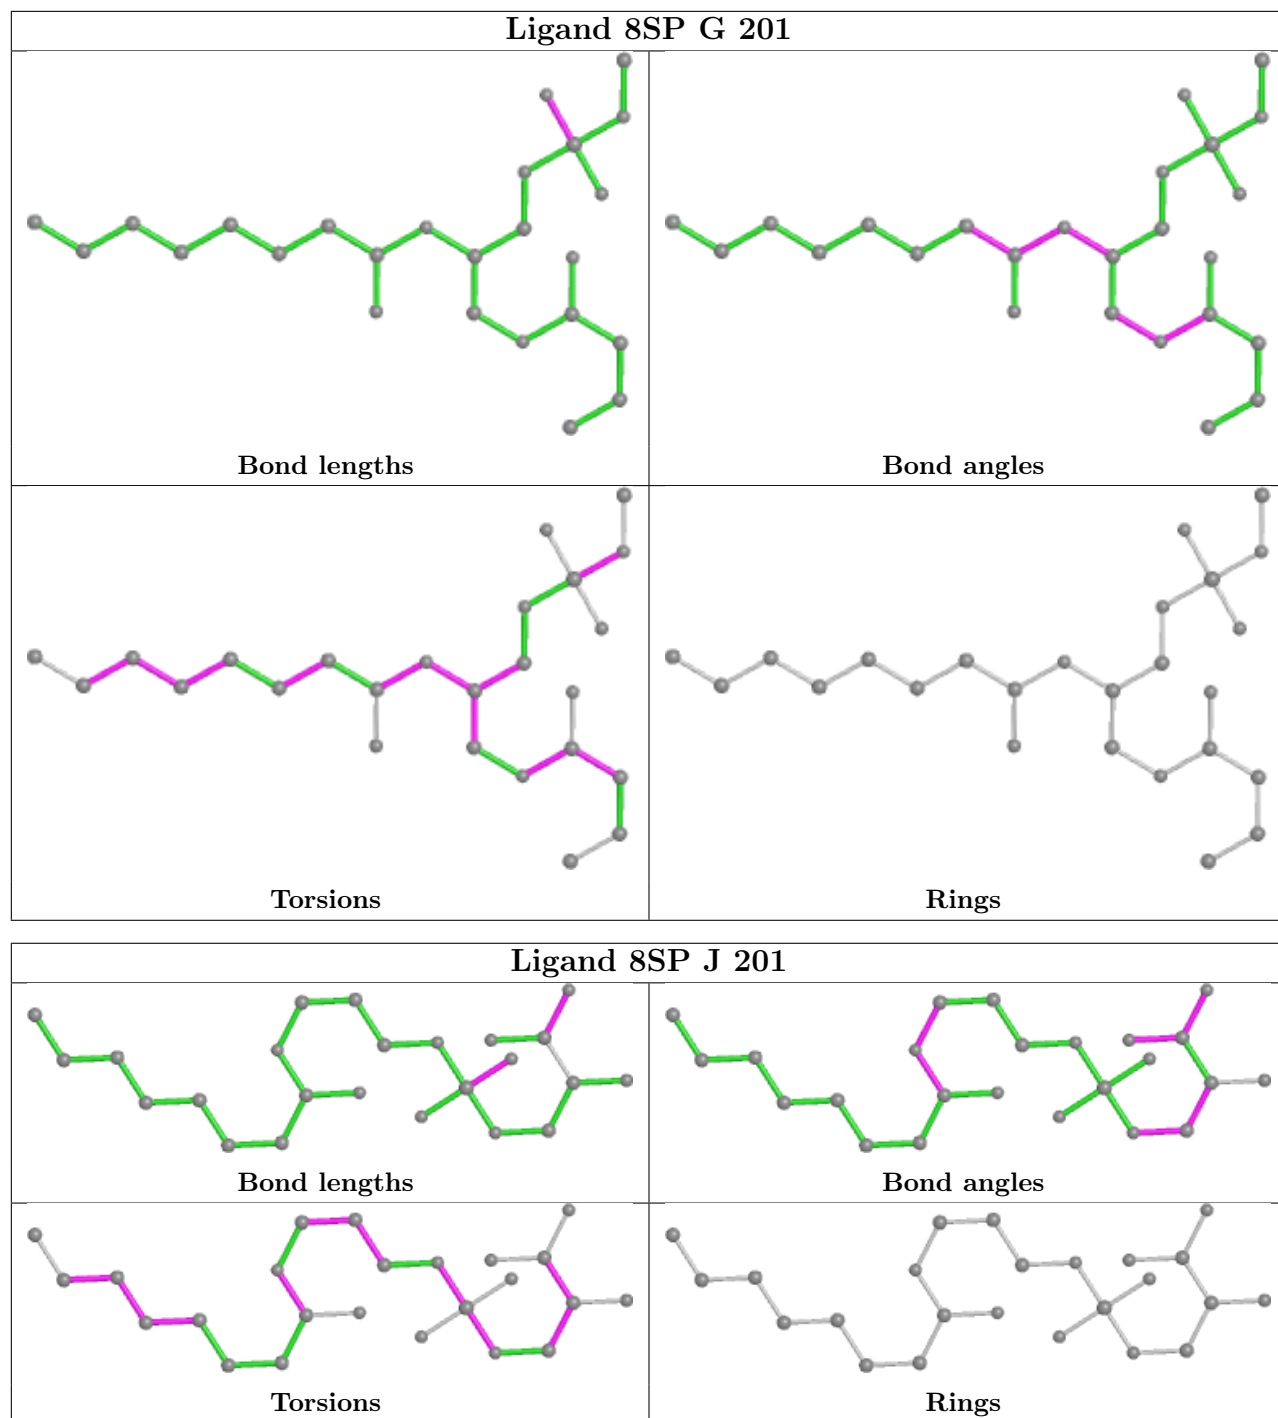 Ligand 8SP G 201
Bond lengths
Bond angles
Torsions
Rings
Ligand 8SP J 201
Bond lengths
Bond angles
Torsions
Rings